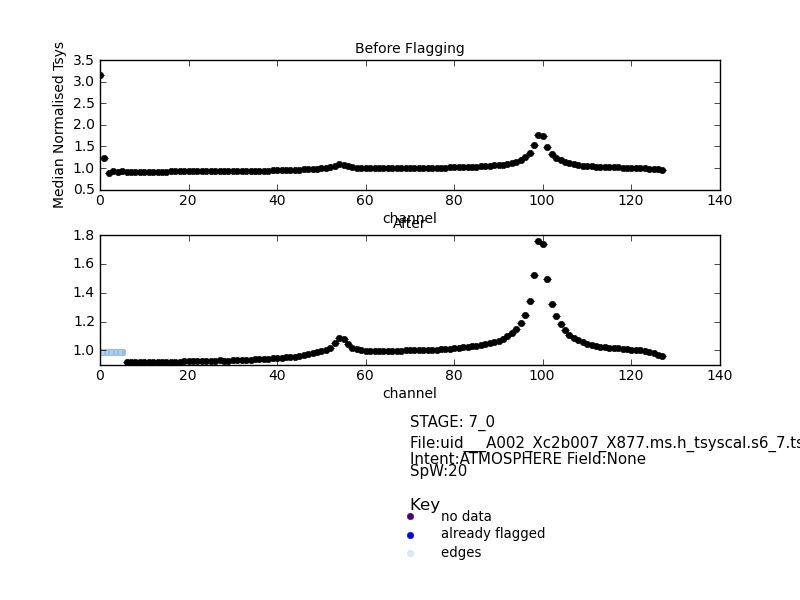 Before Flagging
Median Normalised Tsys
3.5
3.0
2.5
2.0
1.5
1.0
0.5
0 20 40 60 80 100 120 140
channel
After
1.8
1.6
1.4
1.2
1.0
0 20 40 60 80 100 120 140
channel
STAGE: 7_0
File:uid___A002_Xc2b007_X877.ms.h_tsyscal.s6_7.ts
Intent:ATMOSPHERE Field:None
SpW:20
Key
no data
already flagged
edges